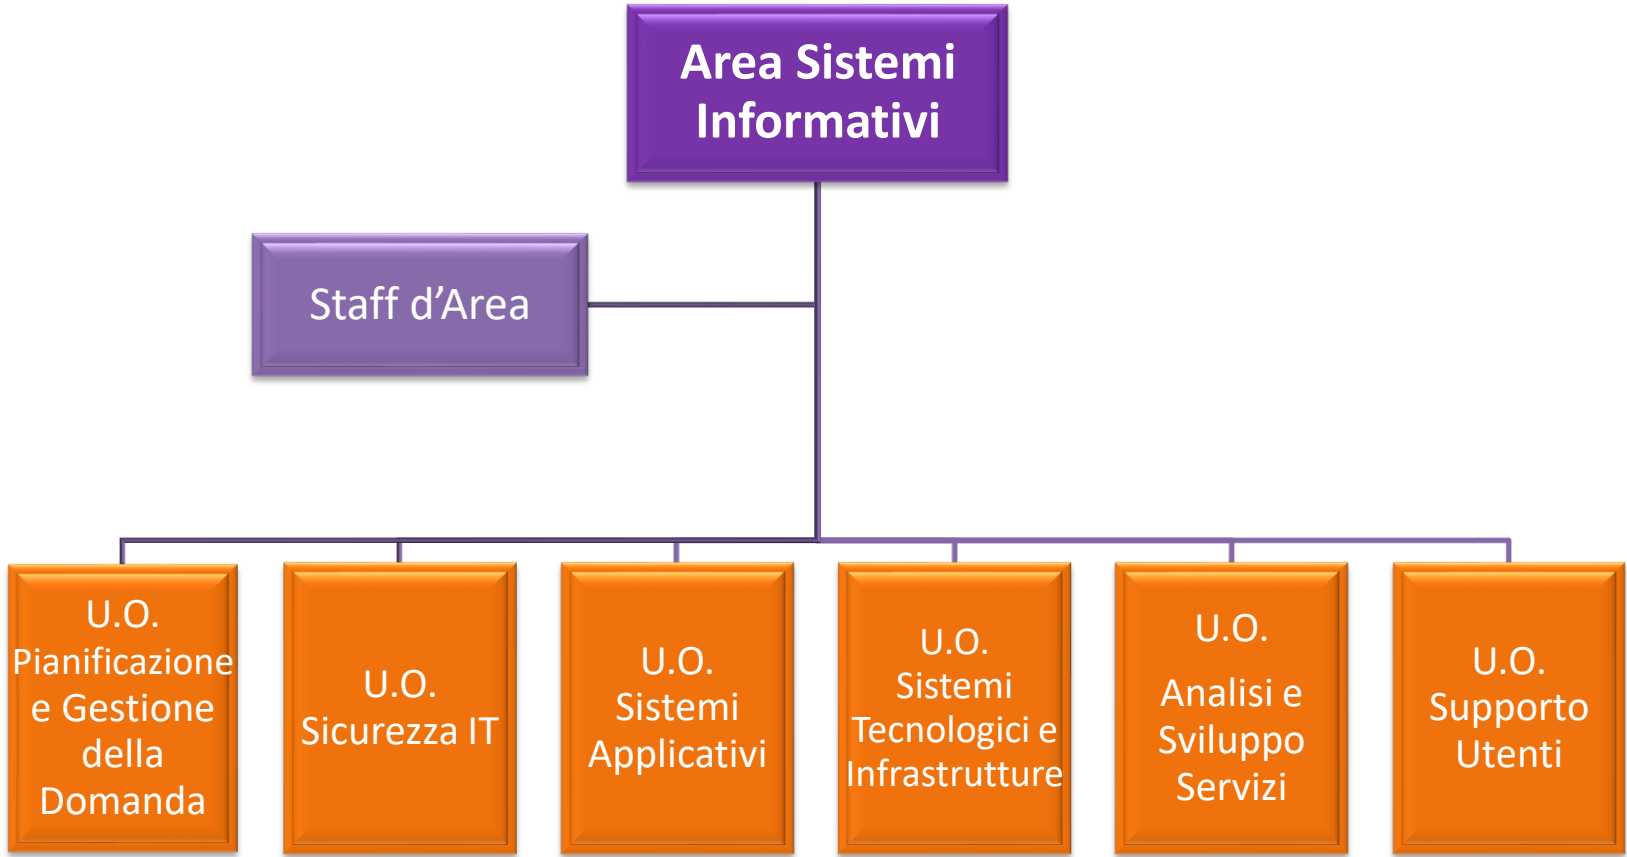 Area Sistemi
Informativi
Staff d’Area
U.O.
Pianificazione
e Gestione
della
Domanda
U.O.
Sicurezza IT
U.O.
Sistemi
Applicativi
U.O.
Sistemi
Tecnologici e
Infrastrutture
U.O.
Analisi e
Sviluppo
Servizi
U.O.
Supporto
Utenti